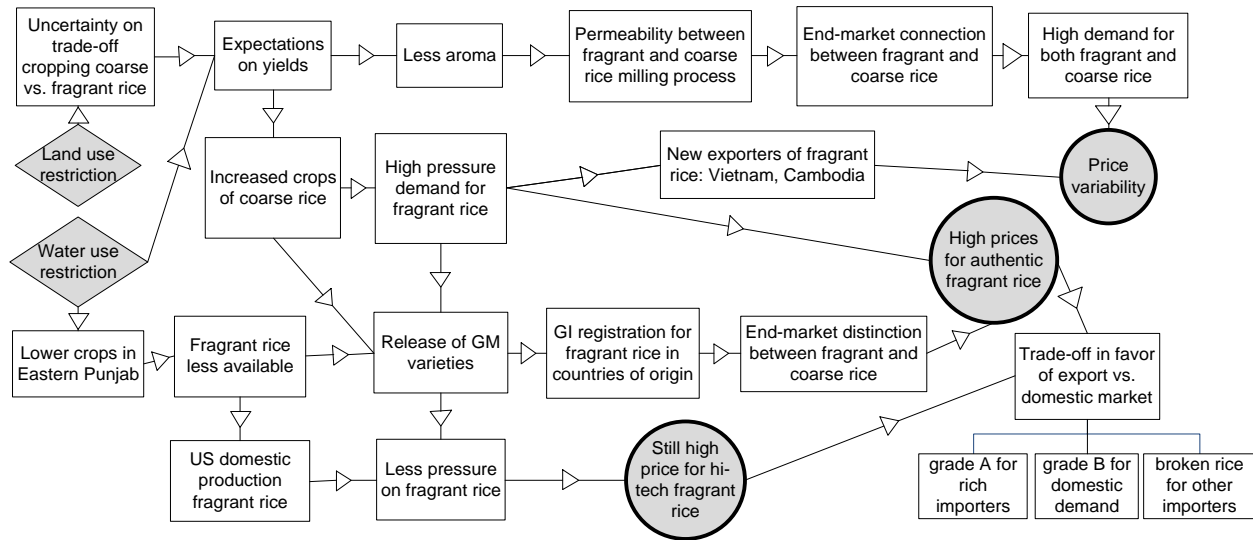 Uncertainty on
trade-off
cropping coarse
vs. fragrant rice
Expectations
on yields
Less aroma
Permeability between
fragrant and coarse
rice milling process
End-market connection
between fragrant and
coarse rice
High demand for
both fragrant and
coarse rice
Land use
restriction
Increased crops
of coarse rice
High pressure
demand for
fragrant rice
New exporters of fragrant
rice: Vietnam, Cambodia
Price
variability
Water use
restriction
High prices
for authentic
fragrant rice
Lower crops in
Eastern Punjab
Fragrant rice
less available
Release of GM
varieties
GI registration for
fragrant rice in
countries of origin
End-market distinction
between fragrant and
coarse rice
Trade-off in favor
of export vs.
domestic market
US domestic
production
fragrant rice
Less pressure
on fragrant rice
Still high
price for hi-
tech fragrant
rice
grade A for
rich
importers
grade B for
domestic
demand
broken rice
for other
importers